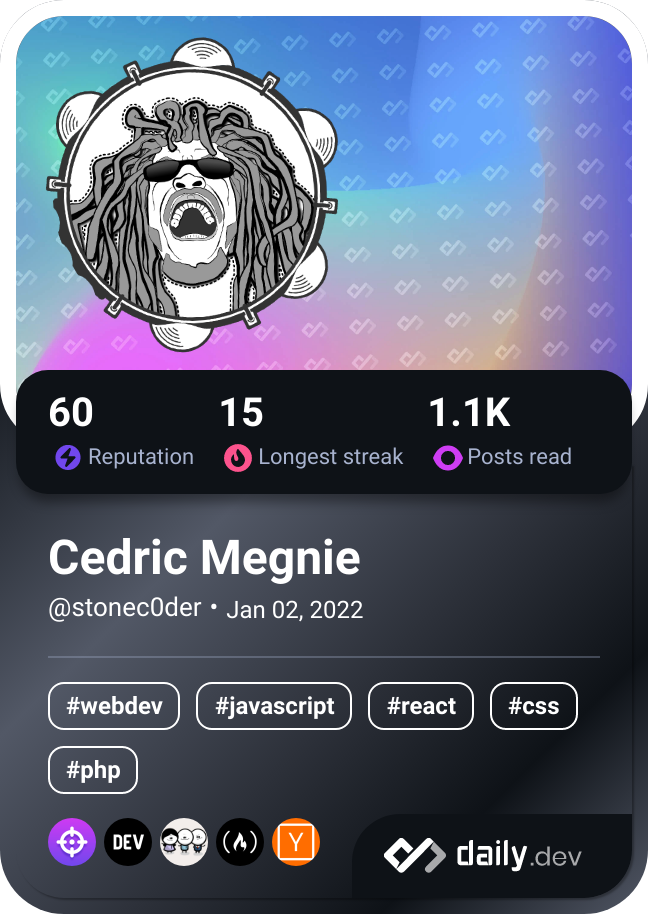 60 15 1.1K
Reputation Longest streak Posts read
Cedric Megnie
@stonec0der • Jan 02, 2022
#webdev #javascript #react #css
#php
DEV Y daily.dev